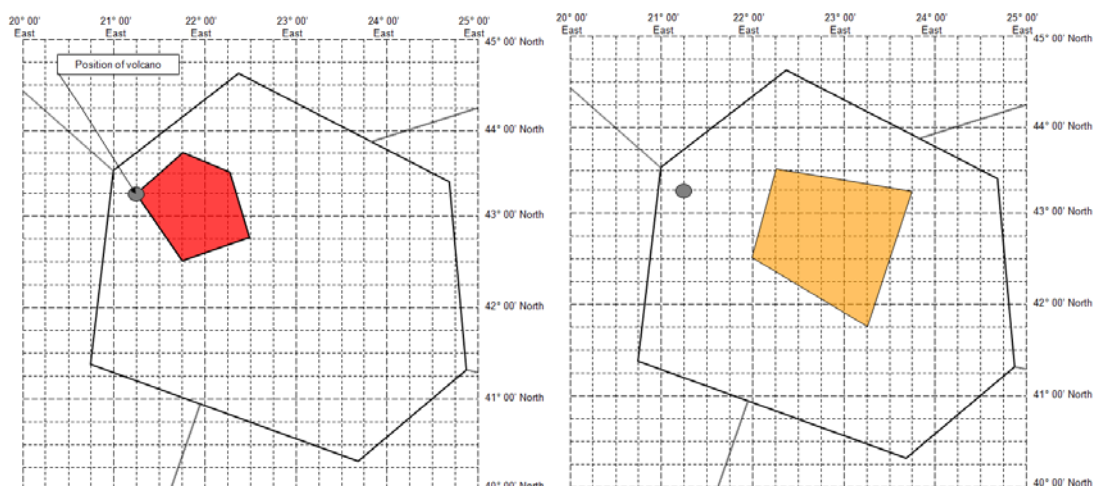 20° 00' 21° 00' 22° 00' 23° 00' 24° 00' 25° 00'
East East East East East East
45° 00' North
Position of volcano
44° 00' North
43° 00' North
42° 00' North
41° 00' North
40° 00' North
20° 00' 21° 00' 22° 00' 23° 00' 24° 00' 25° 00'
East East East East East East
45° 00' North
44° 00' North
43° 00' North
42° 00' North
41° 00' North
40° 00' North